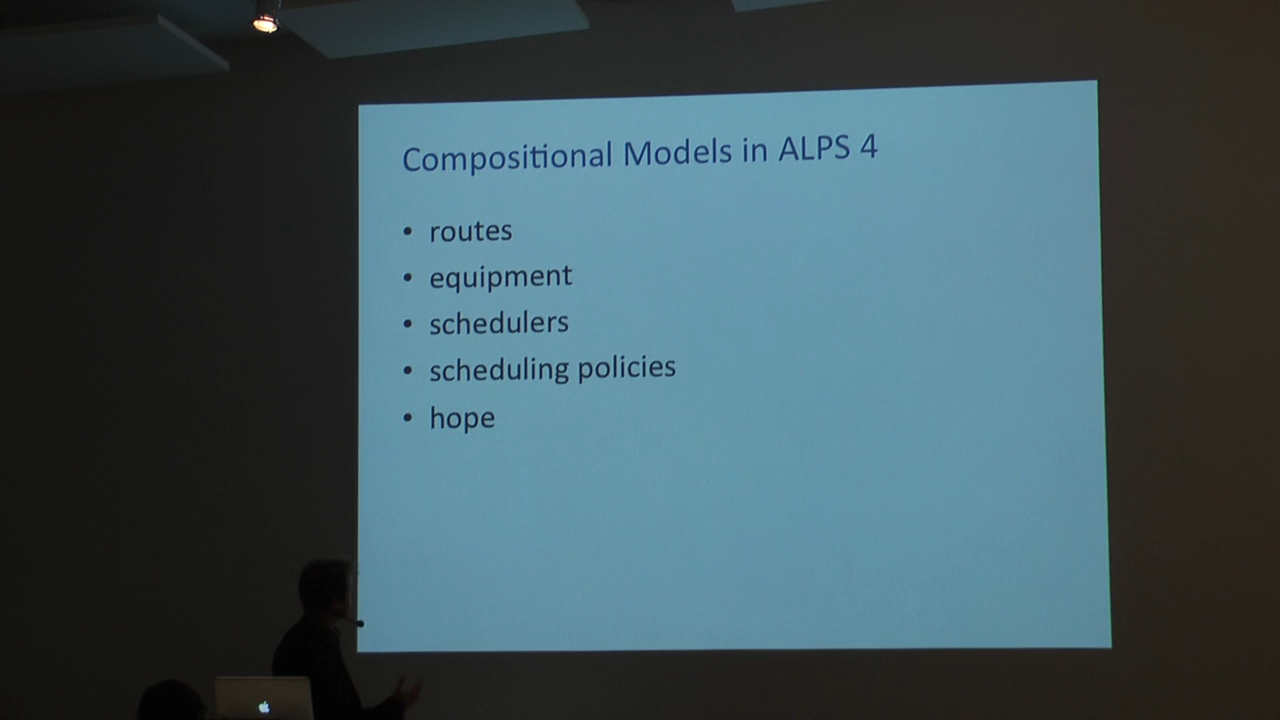 Compositional Models in ALPS 4
• routes
• equipment
• schedulers
• scheduling policies
• hope